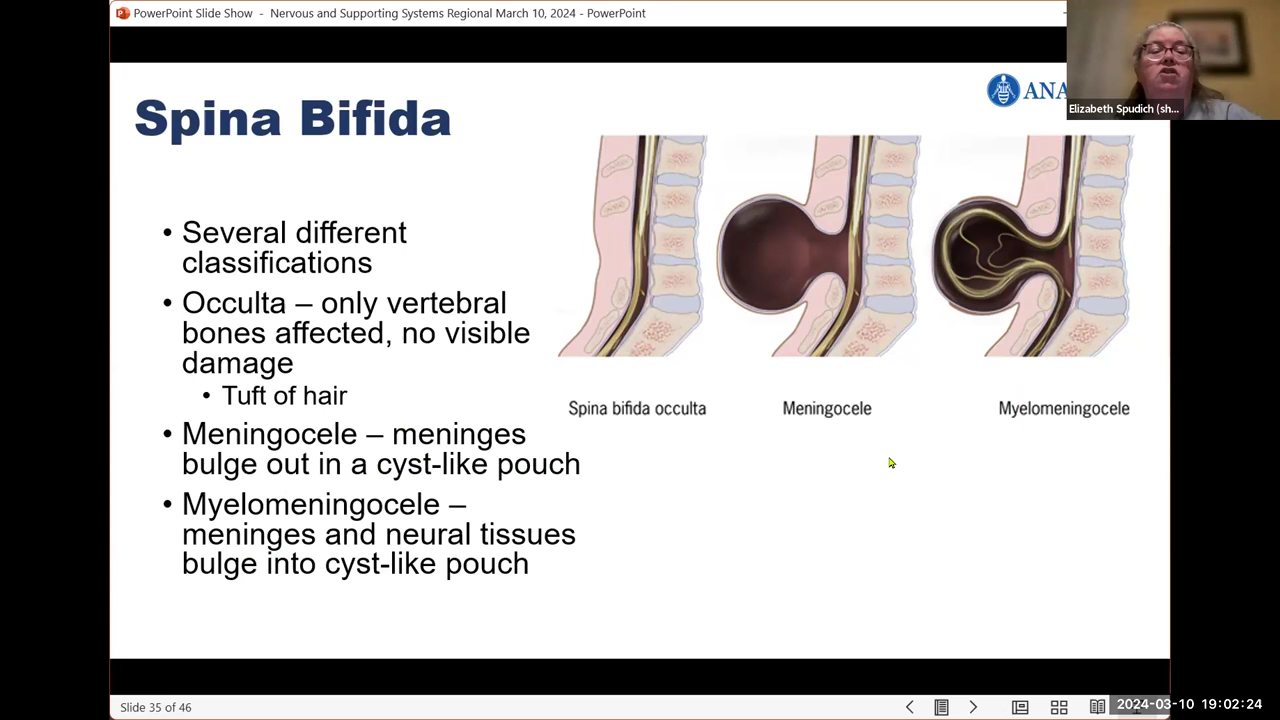 PowerPoint Slide Show - Nervous and Supporting Systems Regional March 10, 2024 - PowerPoint
ANA
Elizabeth Spudich (sh...
Spina Bifida
• Several different
classifications
• Occulta – only vertebral
bones affected, no visible
damage
• Tuft of hair
• Meningocele – meninges
bulge out in a cyst-like pouch
• Myelomeningocele –
meninges and neural tissues
bulge into cyst-like pouch
Spina bifida occulta
Meningocele
Myelomeningocele
Slide 35 of 46
2024-03-10 19:02:24